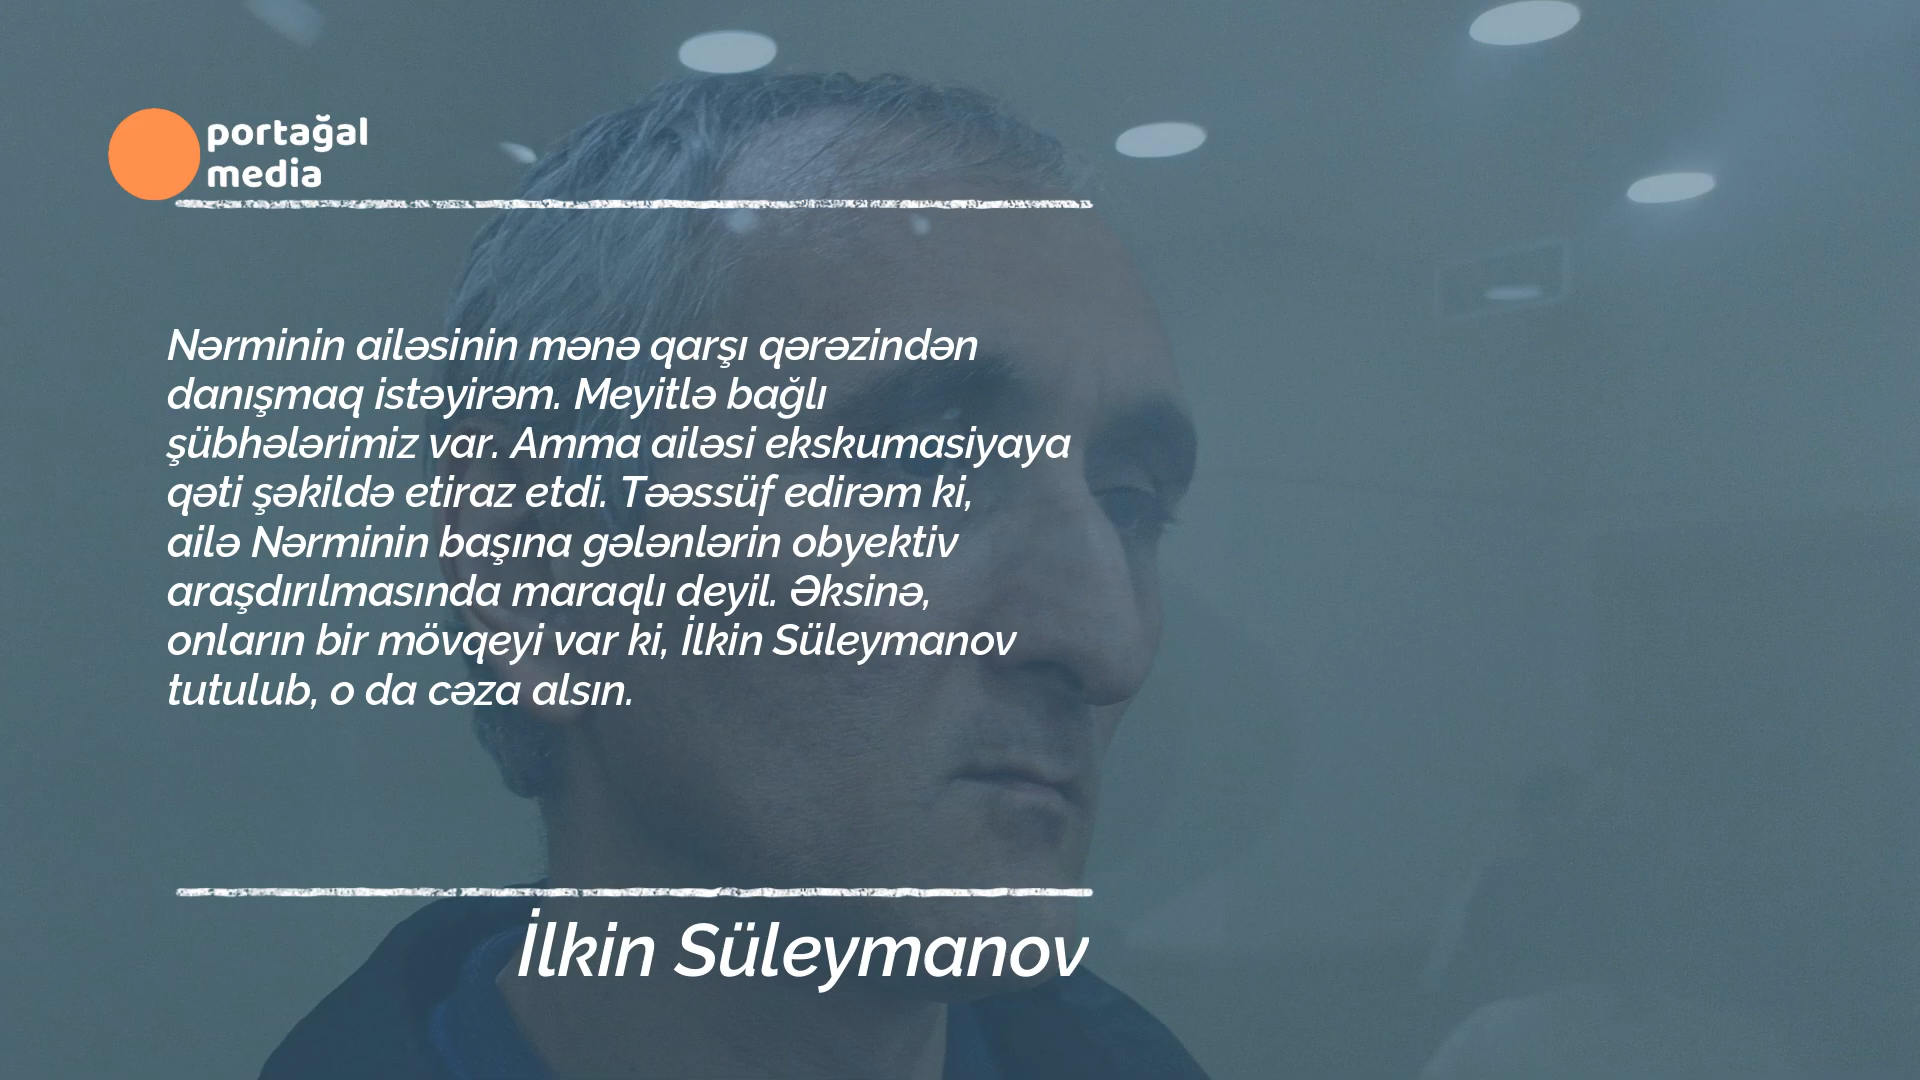 portağal
media
Nərminin ailəsinin mənə qarşı qərəzindən
danışmaq istəyirəm. Meyitlə bağlı
şübhələrimiz var. Amma ailəsi ekskumasiyaya
qəti şəkildə etiraz etdi. Təəssüf edirəm ki,
ailə Nərminin başına gələnlərin obyektiv
araşdırılmasında maraqlı deyil. Əksinə,
onların bir mövqeyi var ki, İlkin Süleymanov
tutulub, o da cəza alsın.
İlkin Süleymanov